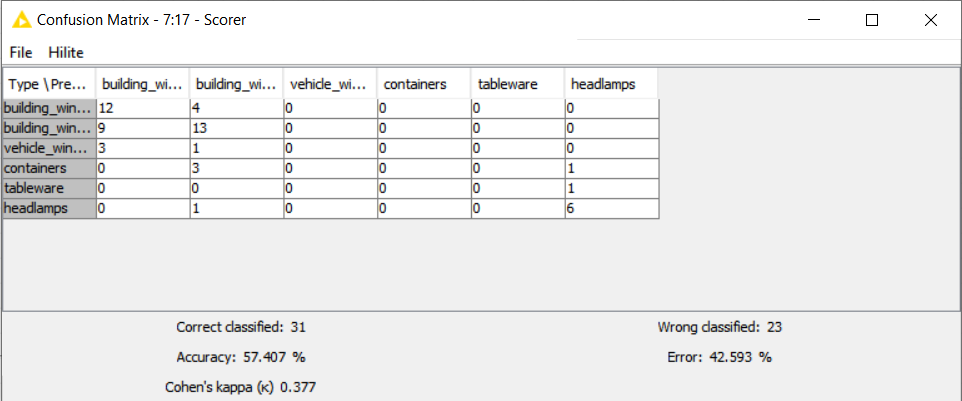 Confusion Matrix - 7:17 - Scorer
File Hilite
Type \ Pre... building_wi... building_wi... vehicle_wi... containers tableware headlamps
building_win... 12 4 0 0 0 0
building_win... 9 13 0 0 0 0
vehicle_win... 3 1 0 0 0 0
containers 0 3 0 0 0 1
tableware 0 0 0 0 0 1
headlamps 0 1 0 0 0 6
Correct classified: 31 Wrong classified: 23
Accuracy: 57.407 % Error: 42.593 %
Cohen's kappa (κ) 0.377